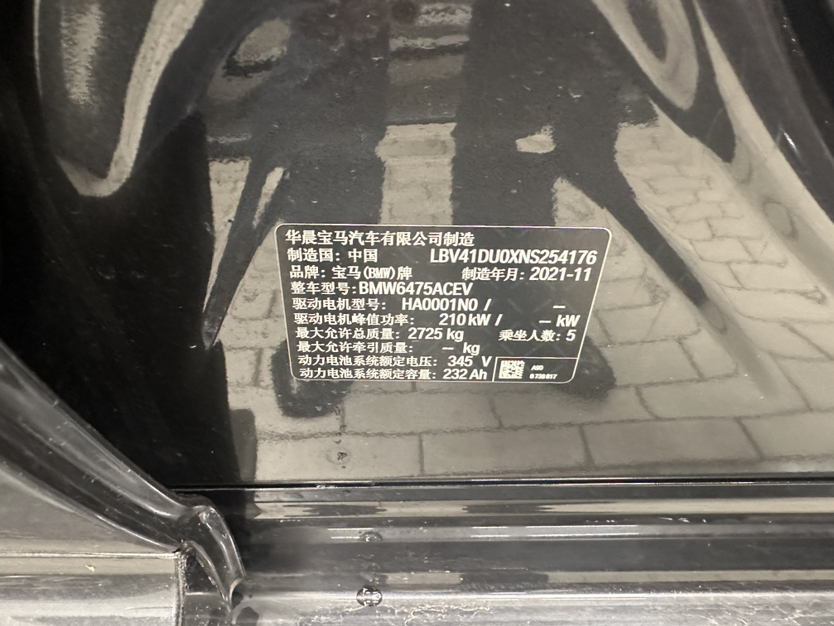 华晨宝马汽车有限公司制造
制造国: 中国 LBV41DU0XNS254176
品牌: 宝马(BMW)牌 制造年月: 2021-11
整车型号: BMW6475ACEV
驱动电机型号: HA0001N0 / —
驱动电机峰值功率: 210 kW / — kW
最大允许总质量: 2725 kg 乘坐人数: 5
最大允许牵引质量: — kg
动力电池系统额定电压: 345 V
动力电池系统额定容量: 232 Ah